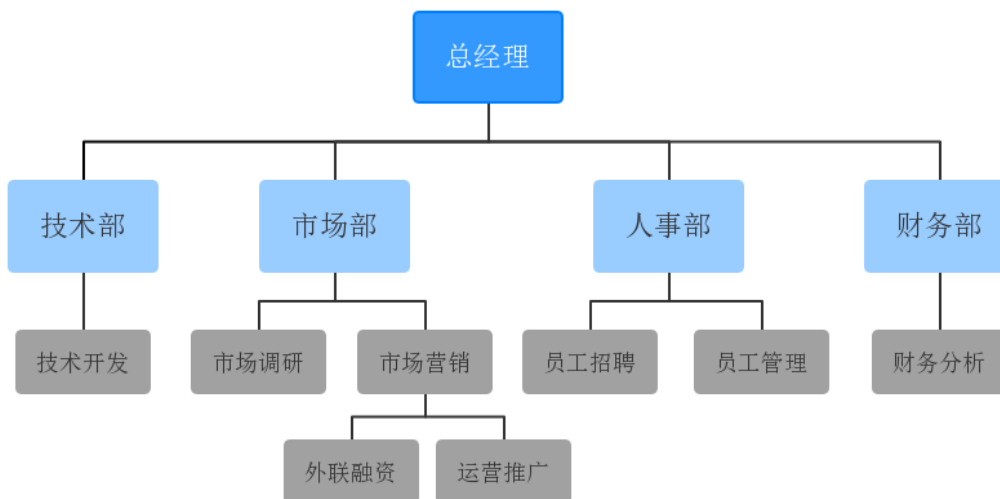 总经理
技术部
市场部
人事部
财务部
技术开发
市场调研
市场营销
员工招聘
员工管理
财务分析
外联融资
运营推广